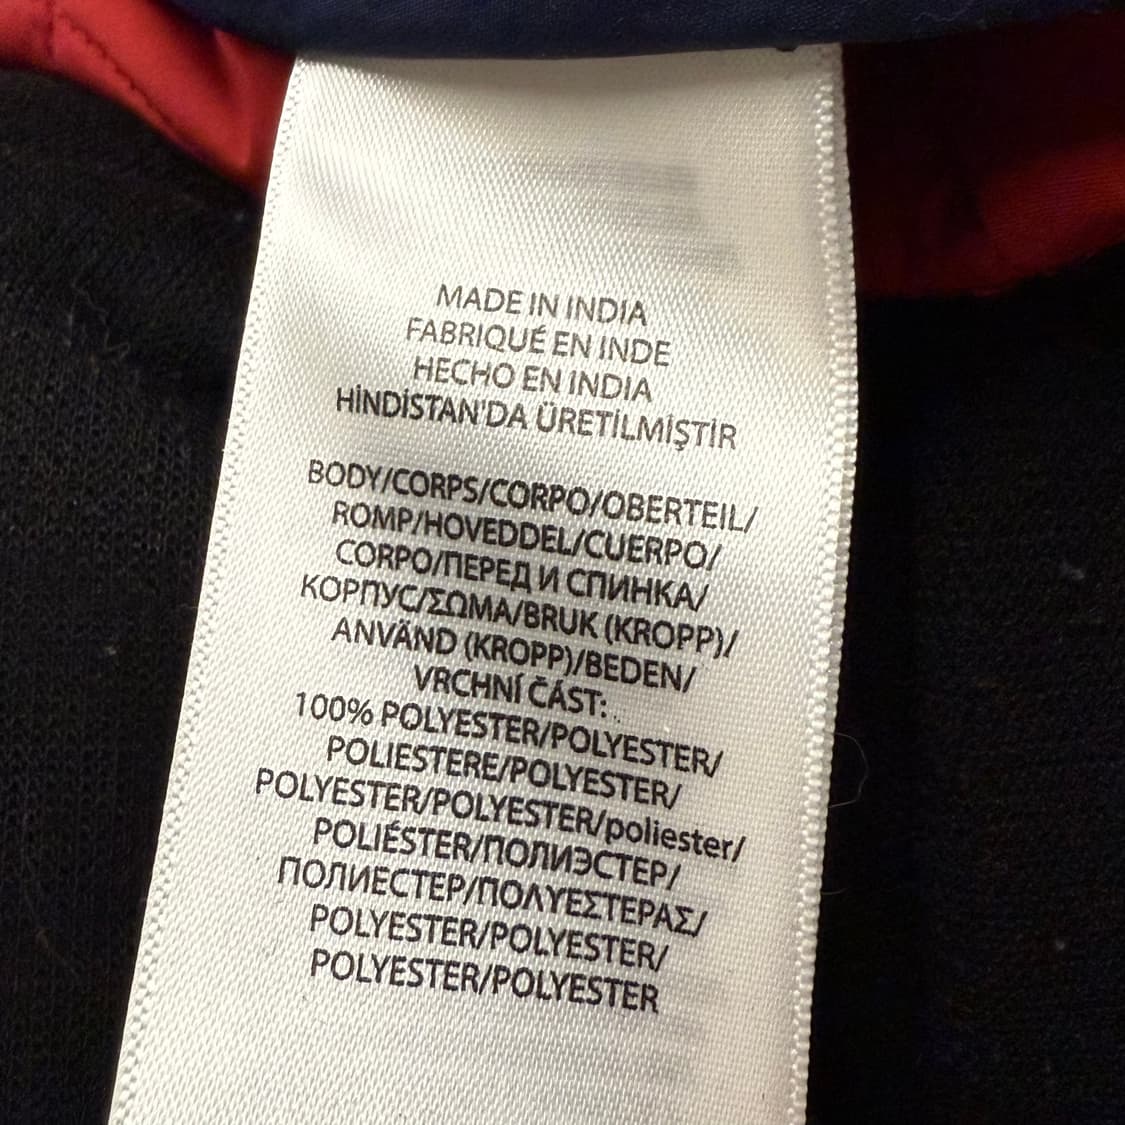 MADE IN INDIA
FABRIQUÉ EN INDE
HECHO EN INDIA
HİNDİSTAN'DA ÜRETİLMİŞTİR
BODY/CORPS/CORPO/OBERTEIL/
ROMP/HOVEDDEL/CUERPO/
CORPO/ПЕРЕД И СПИНКА/
КОРПУС/ΣΩΜΑ/BRUK (KROPP)/
ANVÄND (KROPP)/BEDEN/
VRCHNÍ ČÁST:
100% POLYESTER/POLYESTER/
POLIESTERE/POLYESTER/
POLYESTER/POLYESTER/poliester/
POLIÉSTER/ПОЛИЭСТЕР/
ПОЛИЕСТЕР/ΠΟΛΥΕΣΤΕΡΑΣ/
POLYESTER/POLYESTER/
POLYESTER/POLYESTER